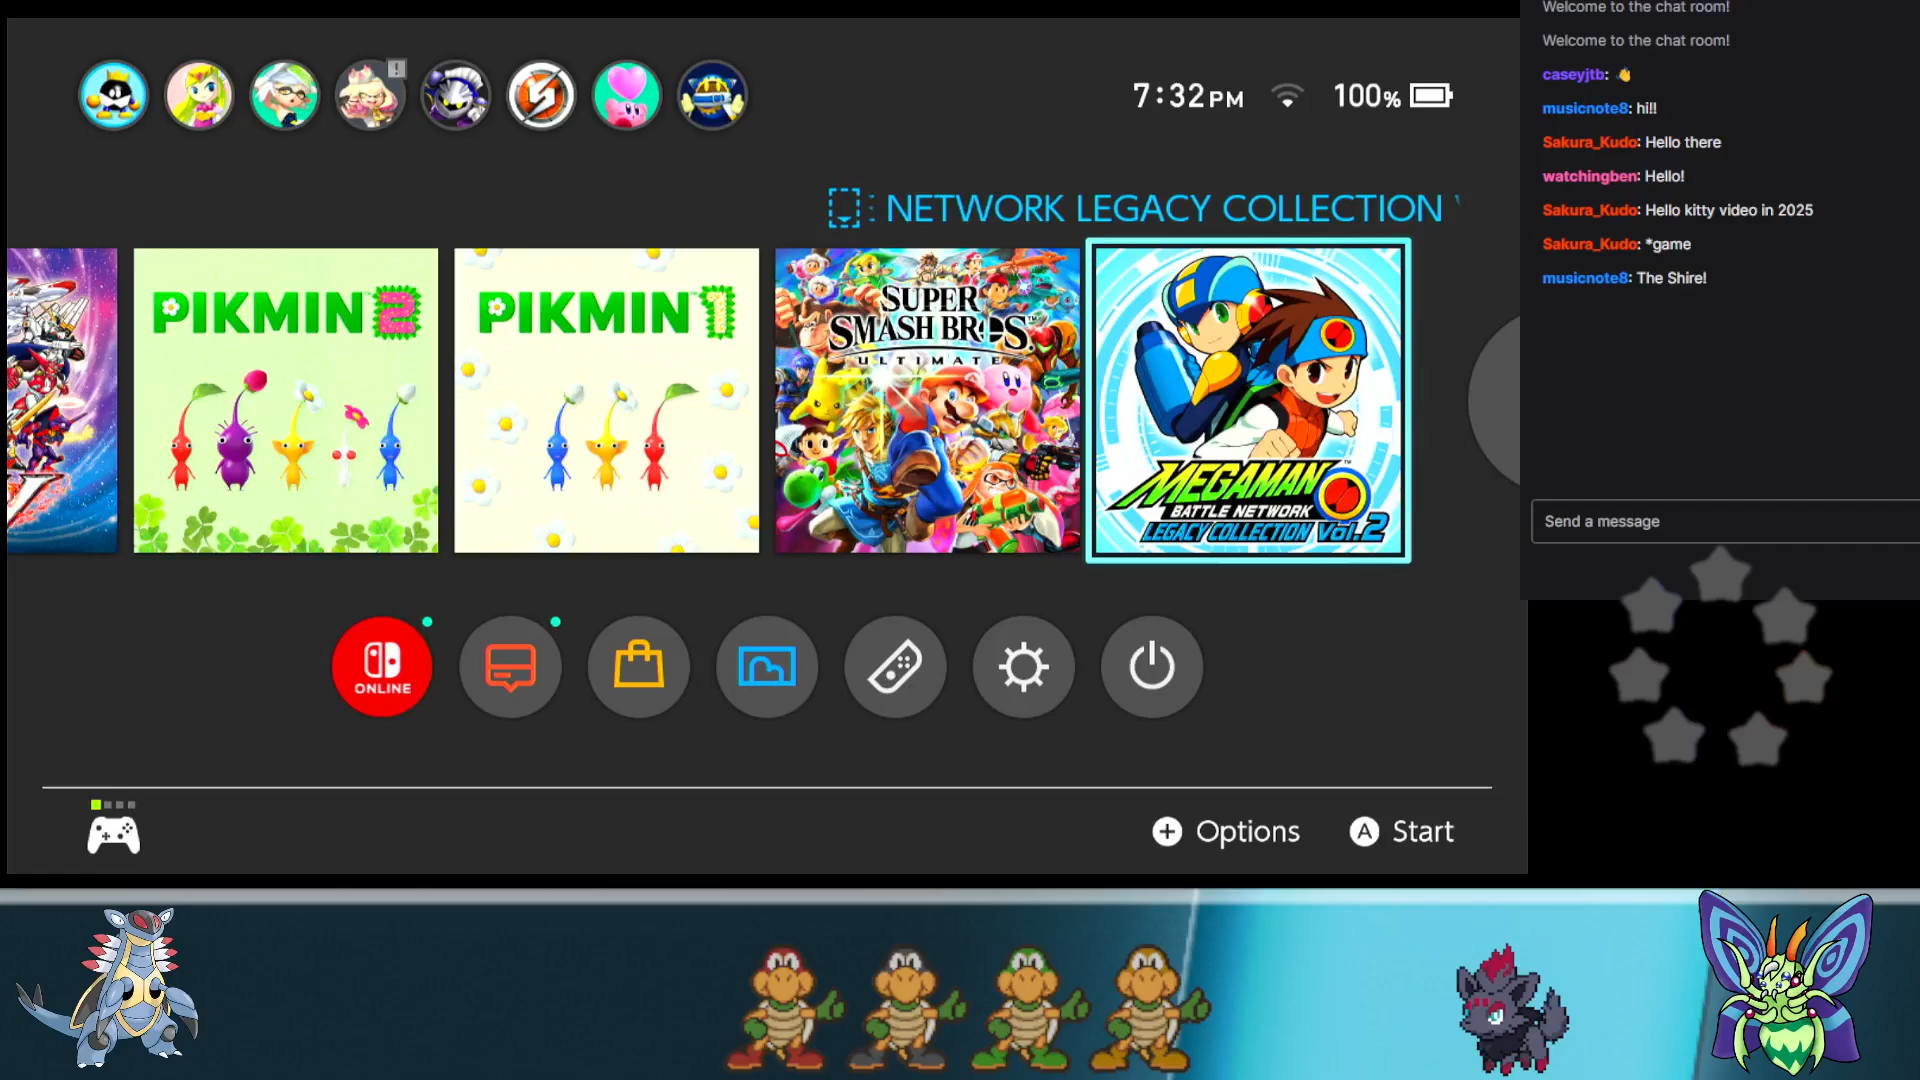 7:32 PM
100%
NETWORK LEGACY COLLECTION
PIKMIN 2
PIKMIN 1
SUPER
SMASH BROS.
ULTIMATE
MEGAMAN
BATTLE NETWORK
LEGACY COLLECTION Vol.2
ONLINE
+ Options
A Start
Welcome to the chat room!
Welcome to the chat room!
caseyjtb: 👋
musicnote8: hi!!
Sakura_Kudo: Hello there
watchingben: Hello!
Sakura_Kudo: Hello kitty video in 2025
Sakura_Kudo: *game
musicnote8: The Shire!
Send a message